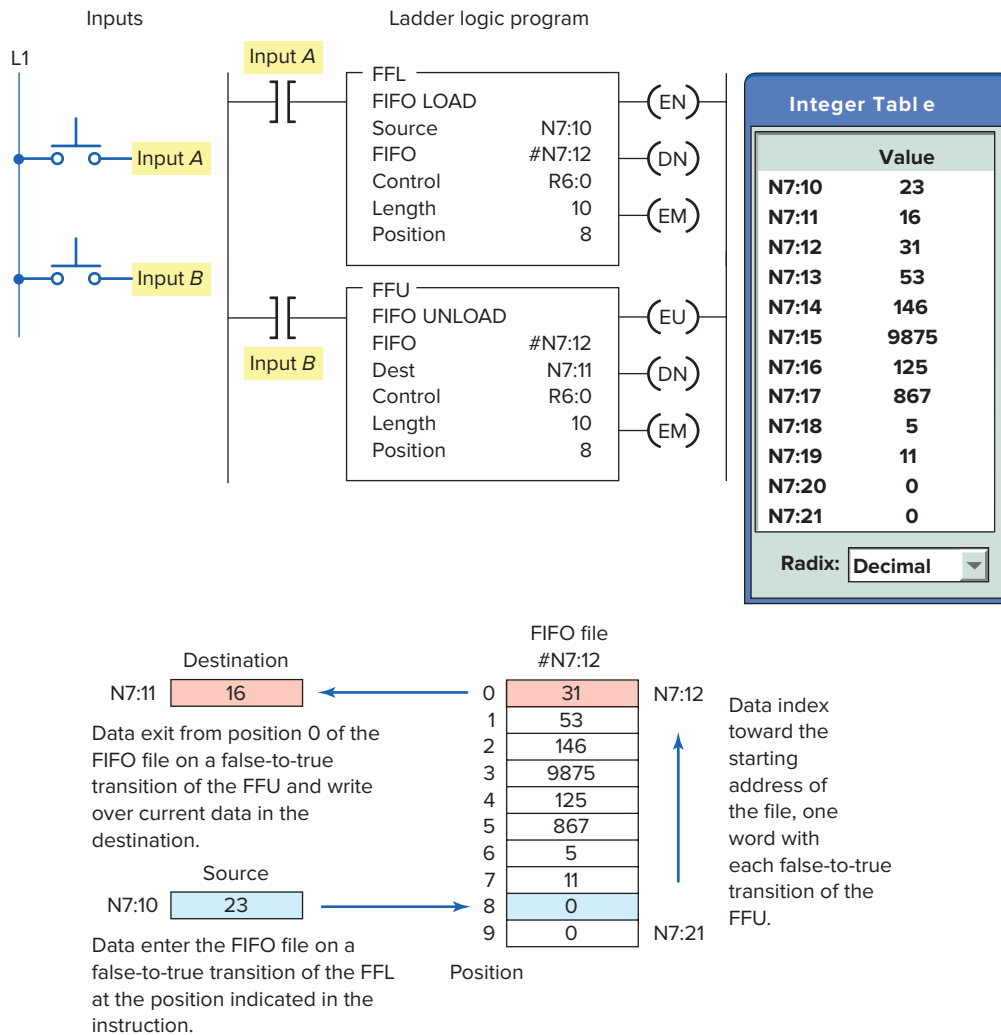 Inputs
Ladder logic program
L1
Input A
Input B
Input A
FFL
FIFO LOAD
Source N7:10
FIFO #N7:12
Control R6:0
Length 10
Position 8
EN
DN
EM
Input B
FFU
FIFO UNLOAD
FIFO #N7:12
Dest N7:11
Control R6:0
Length 10
Position 8
EU
DN
EM
Integer Tabl e
Value
N7:10 23
N7:11 16
N7:12 31
N7:13 53
N7:14 146
N7:15 9875
N7:16 125
N7:17 867
N7:18 5
N7:19 11
N7:20 0
N7:21 0
Radix: Decimal
Destination
N7:11 16
Data exit from position 0 of the
FIFO file on a false-to-true
transition of the FFU and write
over current data in the
destination.
Source
N7:10 23
Data enter the FIFO file on a
false-to-true transition of the FFL
at the position indicated in the
instruction.
FIFO file
#N7:12
0 31 N7:12
1 53
2 146
3 9875
4 125
5 867
6 5
7 11
8 0
9 0 N7:21
Position
Data index
toward the
starting
address of
the file, one
word with
each false-to-true
transition of the
FFU.